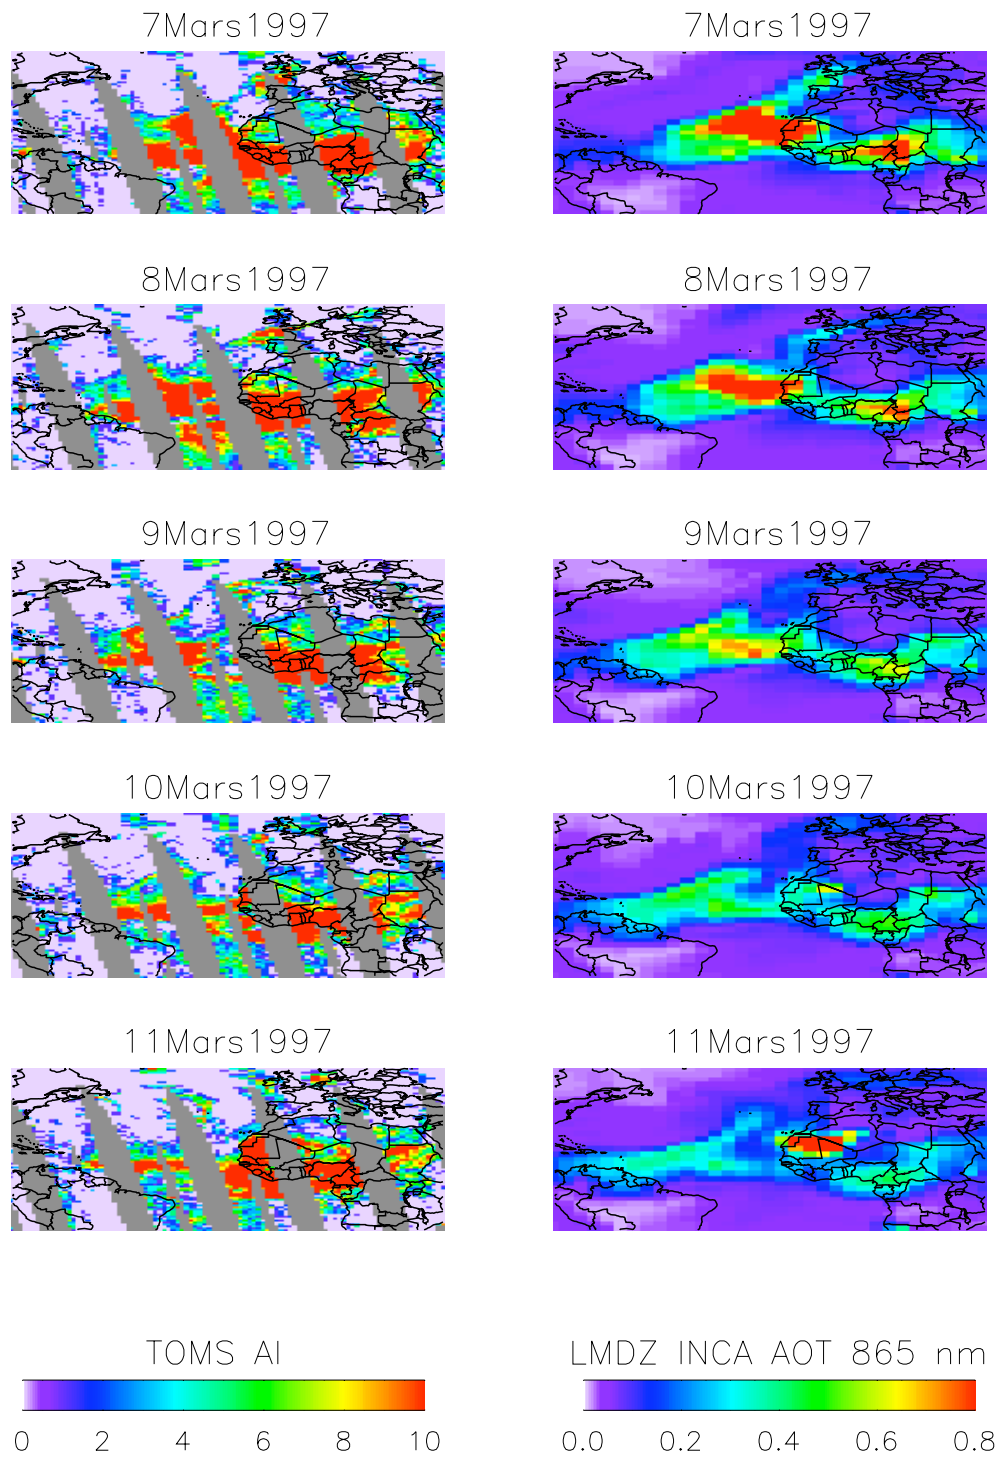 7Mars1997 7Mars1997
8Mars1997 8Mars1997
9Mars1997 9Mars1997
10Mars1997 10Mars1997
11Mars1997 11Mars1997
TOMS AI LMDZ INCA AOT 865 nm
0 2 4 6 8 10 0.0 0.2 0.4 0.6 0.8